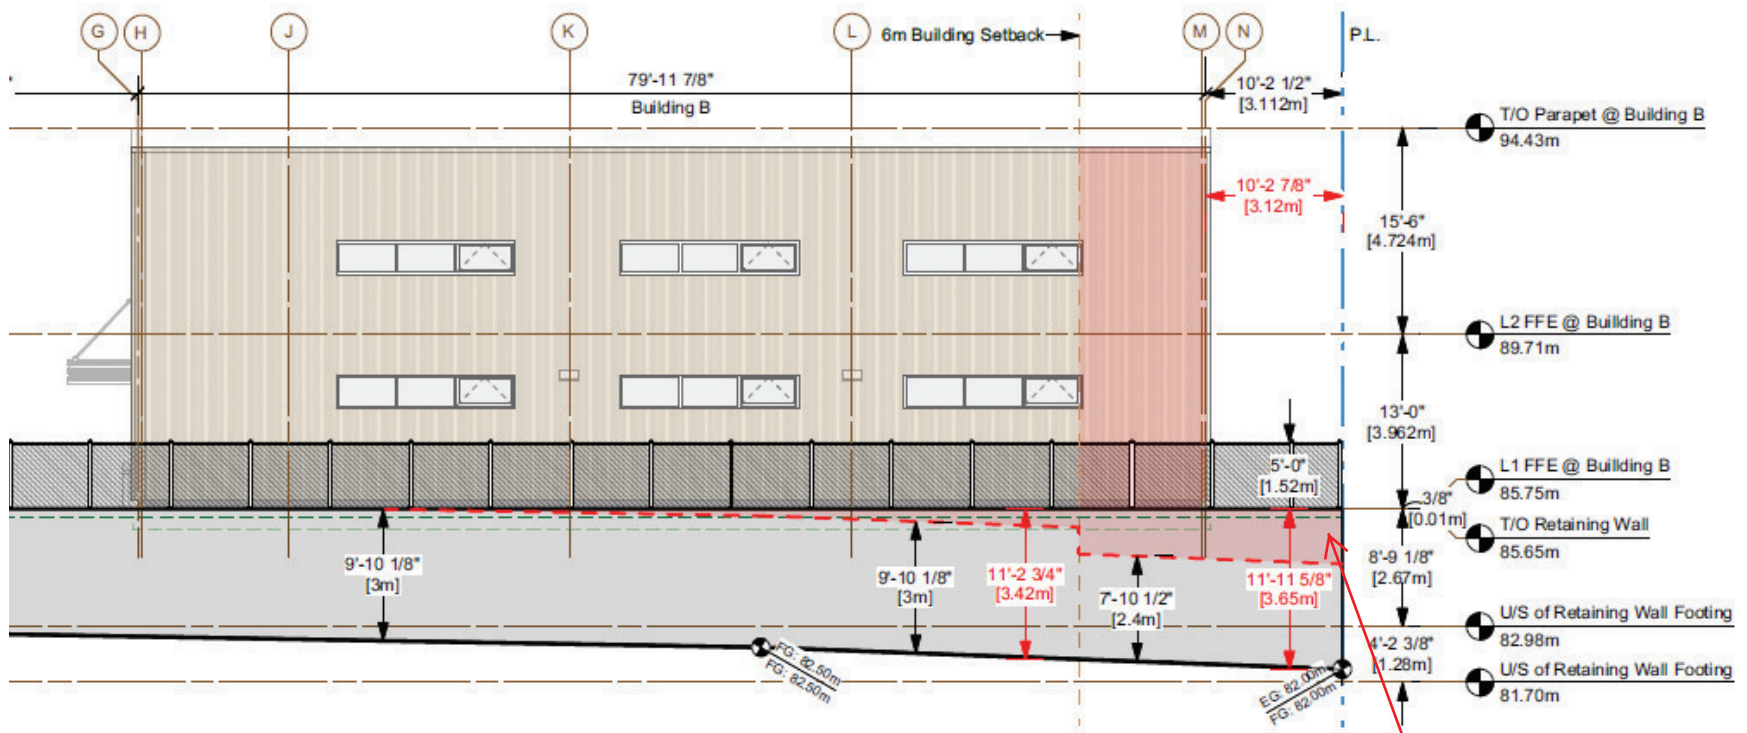 G
H
J
K
L
6m Building Setback
M
N
P.L.
79'-11 7/8"
Building B
10'-2 1/2"
[3.112m]
T/O Parapet @ Building B
94.43m
10'-2 7/8"
[3.12m]
15'-6"
[4.724m]
L2 FFE @ Building B
89.71m
13'-0"
[3.962m]
5'-0"
[1.52m]
L1 FFE @ Building B
85.75m
3/8"
[0.01m]
T/O Retaining Wall
85.65m
9'-10 1/8"
[3m]
9'-10 1/8"
[3m]
11'-2 3/4"
[3.42m]
7'-10 1/2"
[2.4m]
11'-11 5/8"
[3.65m]
8'-9 1/8"
[2.67m]
U/S of Retaining Wall Footing
82.98m
4'-2 3/8"
[1.28m]
U/S of Retaining Wall Footing
81.70m
FG: 82.50m
FG: 82.50m
EG: 82.00m
FG: 82.00m